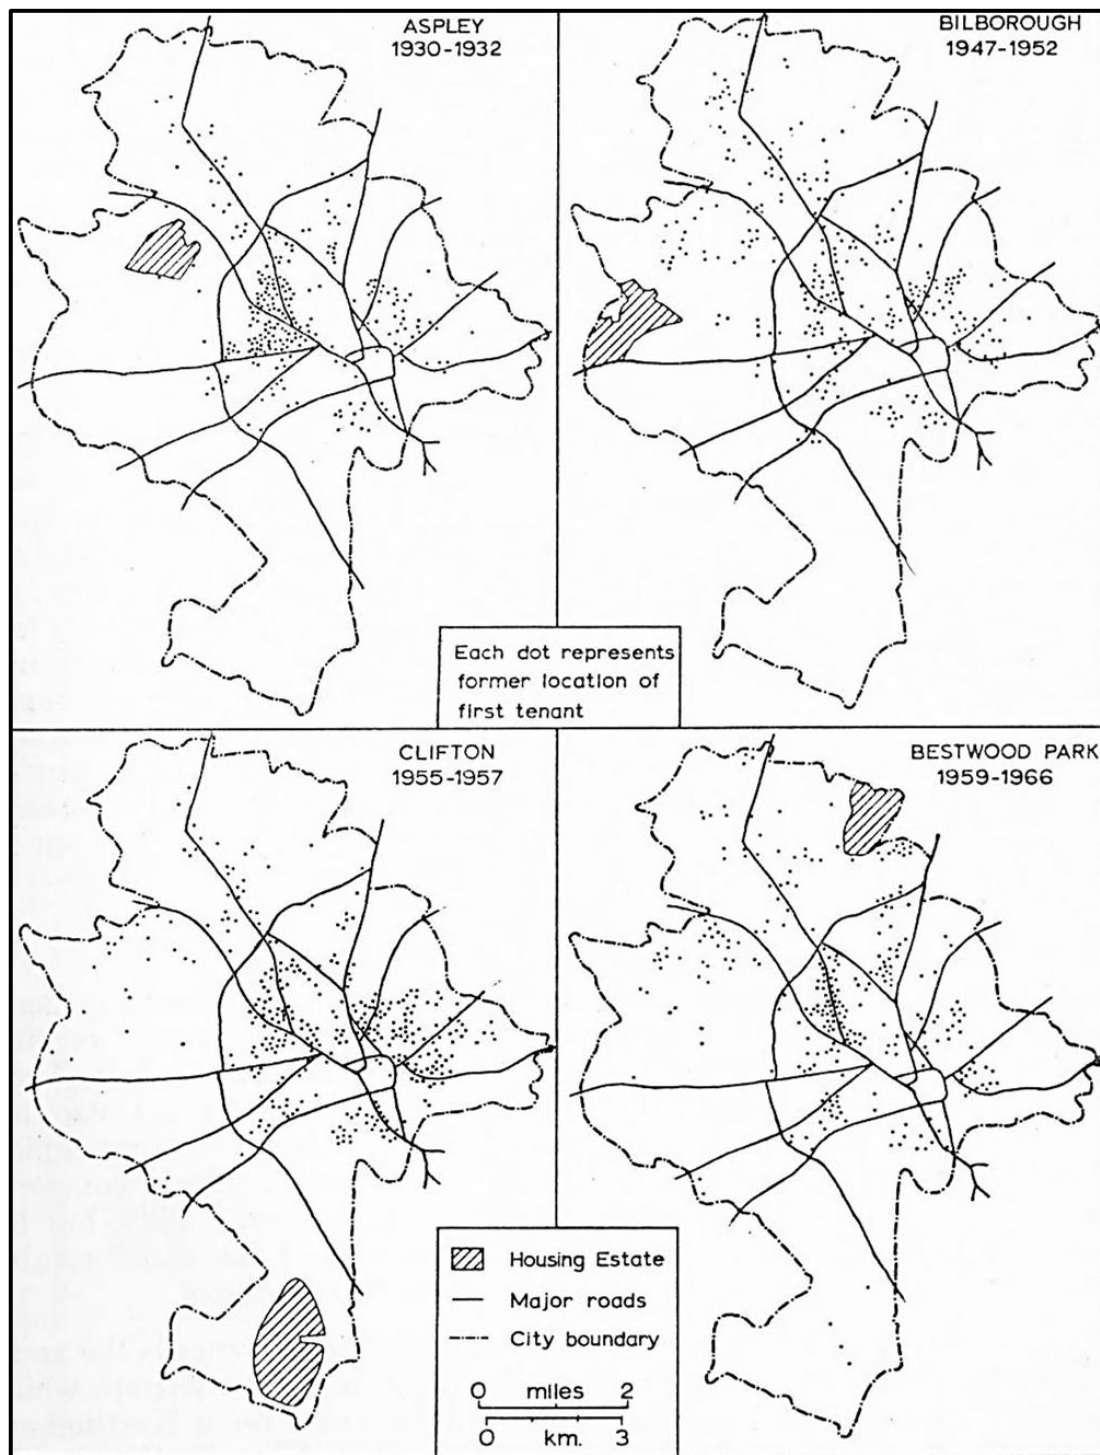 ASPLEY
1930-1932
BILBOROUGH
1947-1952
Each dot represents
former location of
first tenant
CLIFTON
1955-1957
BESTWOOD PARK
1959-1966
Housing Estate
Major roads
City boundary
0 miles 2
0 km. 3